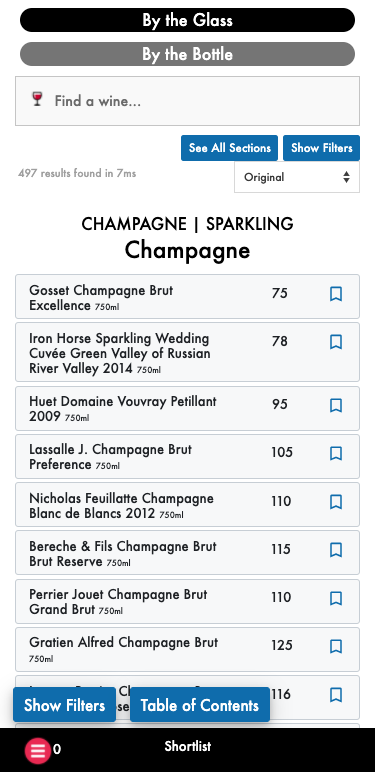 By the Glass
By the Bottle
Find a wine...
See All Sections
Show Filters
497 results found in 7ms
Original
CHAMPAGNE | SPARKLING
Champagne
Gosset Champagne Brut
Excellence 750ml
75
Iron Horse Sparkling Wedding
Cuvée Green Valley of Russian
River Valley 2014 750ml
78
Huet Domaine Vouvray Petillant
2009 750ml
95
Lassalle J. Champagne Brut
Preference 750ml
105
Nicholas Feuillatte Champagne
Blanc de Blancs 2012 750ml
110
Bereche & Fils Champagne Brut
Brut Reserve 750ml
115
Perrier Jouet Champagne Brut
Grand Brut 750ml
110
Gratien Alfred Champagne Brut
750ml
125
116
Show Filters
Table of Contents
0
Shortlist